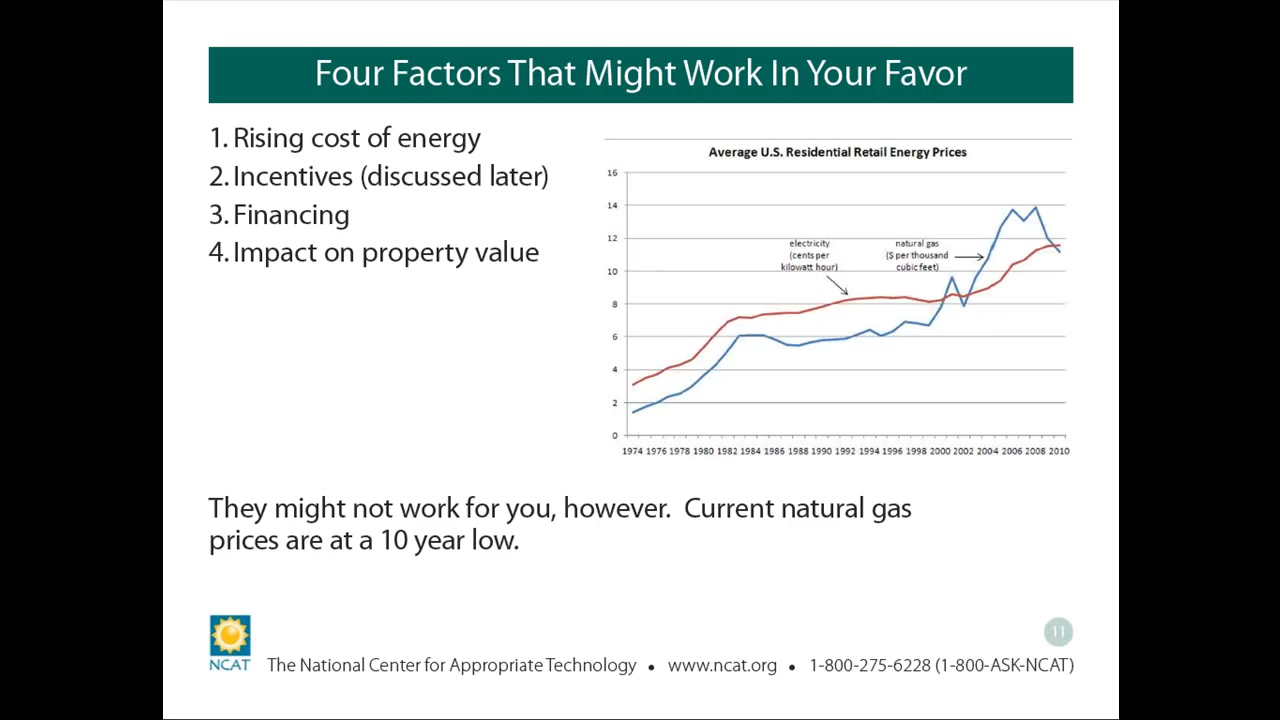 Four Factors That Might Work In Your Favor
1. Rising cost of energy
2. Incentives (discussed later)
3. Financing
4. Impact on property value
Average U.S. Residential Retail Energy Prices
16
14
12
10
8
6
4
2
0
electricity
(cents per
kilowatt hour)
natural gas
($ per thousand
cubic feet)
1974 1976 1978 1980 1982 1984 1986 1988 1990 1992 1994 1996 1998 2000 2002 2004 2006 2008 2010
They might not work for you, however. Current natural gas
prices are at a 10 year low.
11
NCAT
The National Center for Appropriate Technology • www.ncat.org • 1-800-275-6228 (1-800-ASK-NCAT)